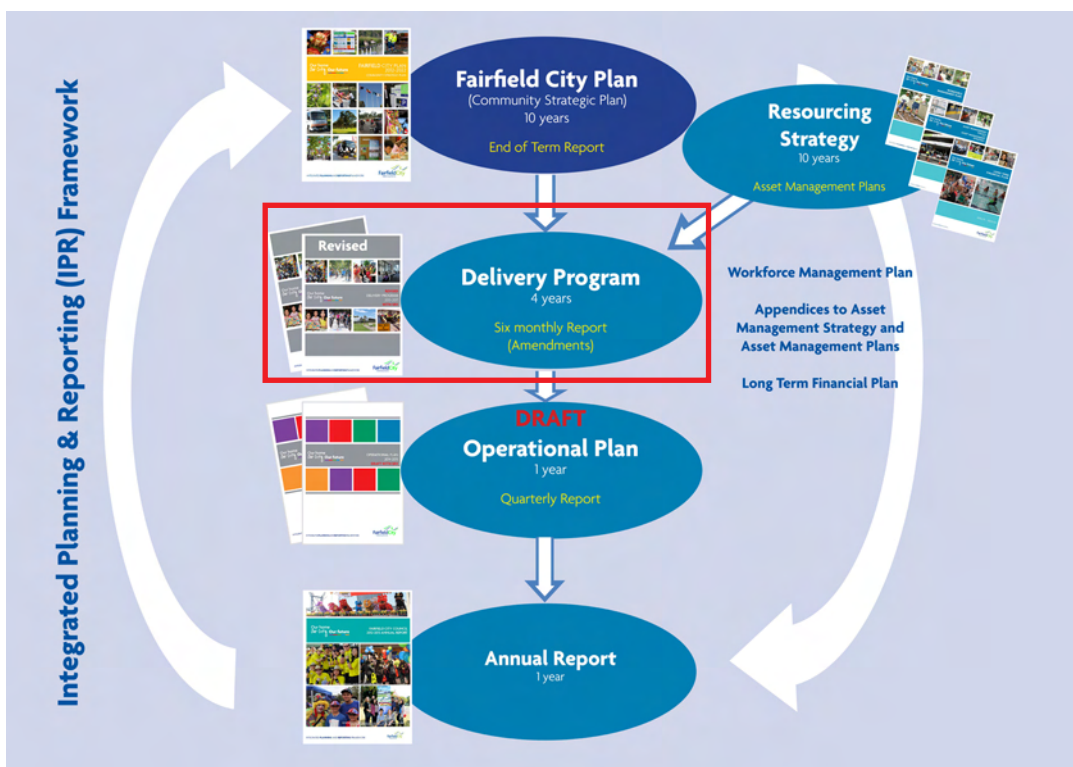 Integrated Planning & Reporting (IPR) Framework
Fairfield City Plan
(Community Strategic Plan)
10 years
End of Term Report
Resourcing
Strategy
10 years
Asset Management Plans
Revised
Delivery Program
4 years
Six monthly Report
(Amendments)
Workforce Management Plan
Appendices to Asset
Management Strategy and
Asset Management Plans
Long Term Financial Plan
DRAFT
Operational Plan
1 year
Quarterly Report
Annual Report
1 year